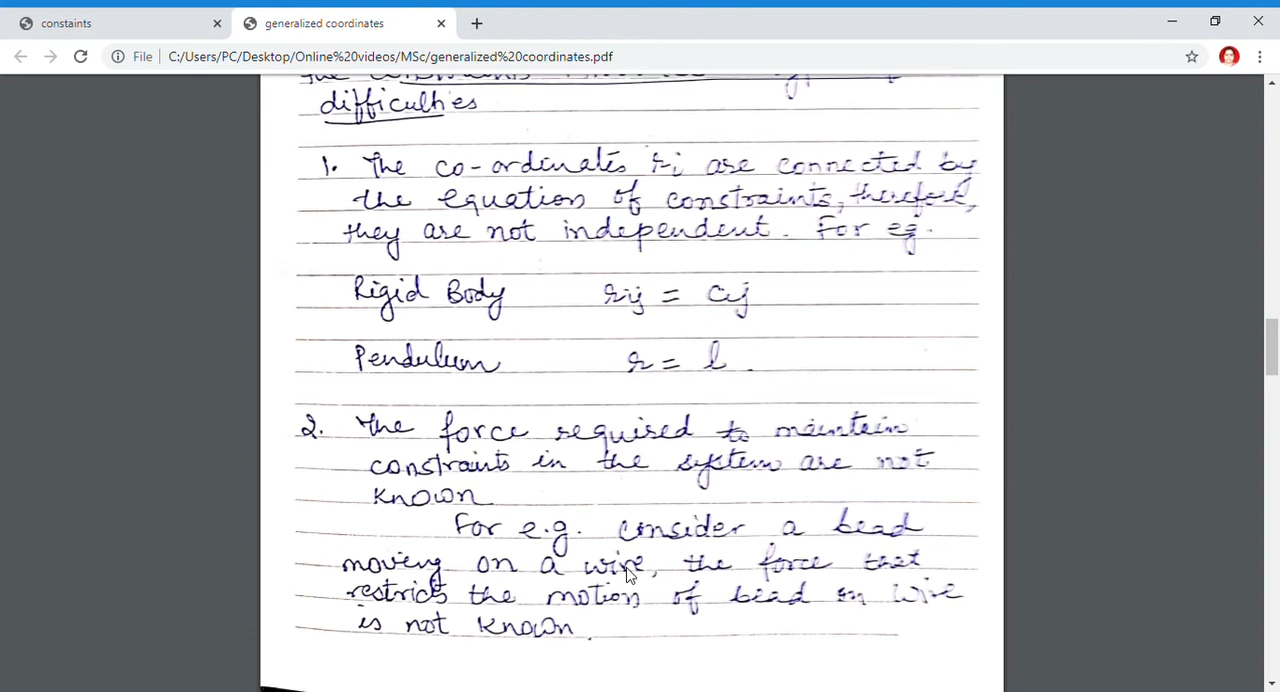 constaints
generalized coordinates
File C:/Users/PC/Desktop/Online%20videos/MSc/generalized%20coordinates.pdf
the constraints
difficulties
1. The co-ordinates ri are connected by
the equation of constraints, therefore,
they are not independent. For eg.
Rigid Body rij = cij
Pendulum r = l.
2. The force required to maintain
constraints in the system are not
known
For e.g. consider a bead
moving on a wire, the force that
restricts the motion of bead on wire
is not known.